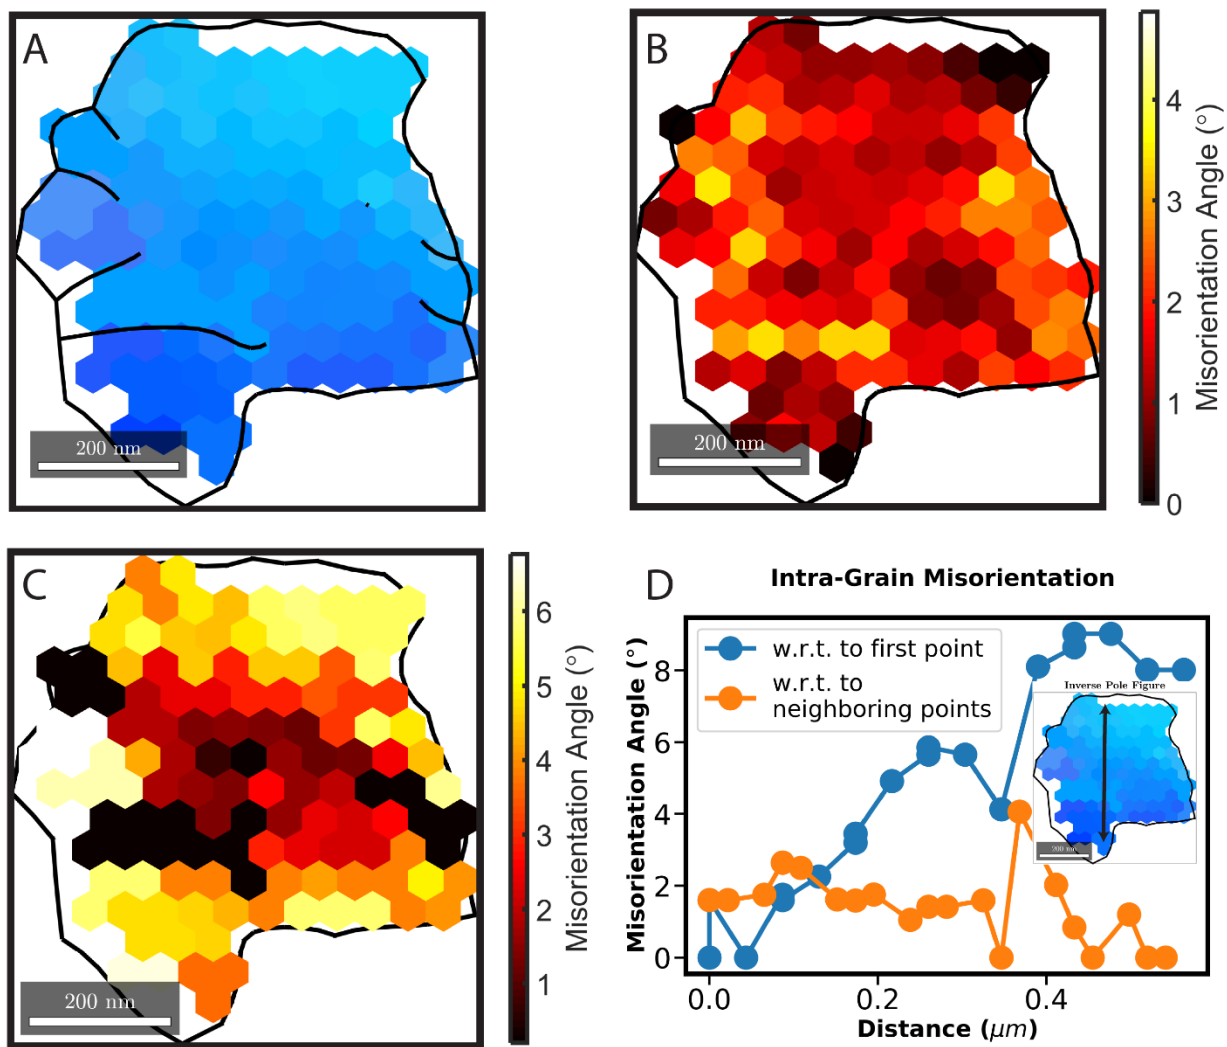 A
200 nm
B
200 nm
4
3
2
1
0
Misorientation Angle (°)
C
200 nm
6
5
4
3
2
1
Misorientation Angle (°)
D
Intra-Grain Misorientation
w.r.t. to first point
w.r.t. to
neighboring points
Inverse Pole Figure
200 nm
8
6
4
2
0
Misorientation Angle (°)
0.0
0.2
0.4
Distance (μm)